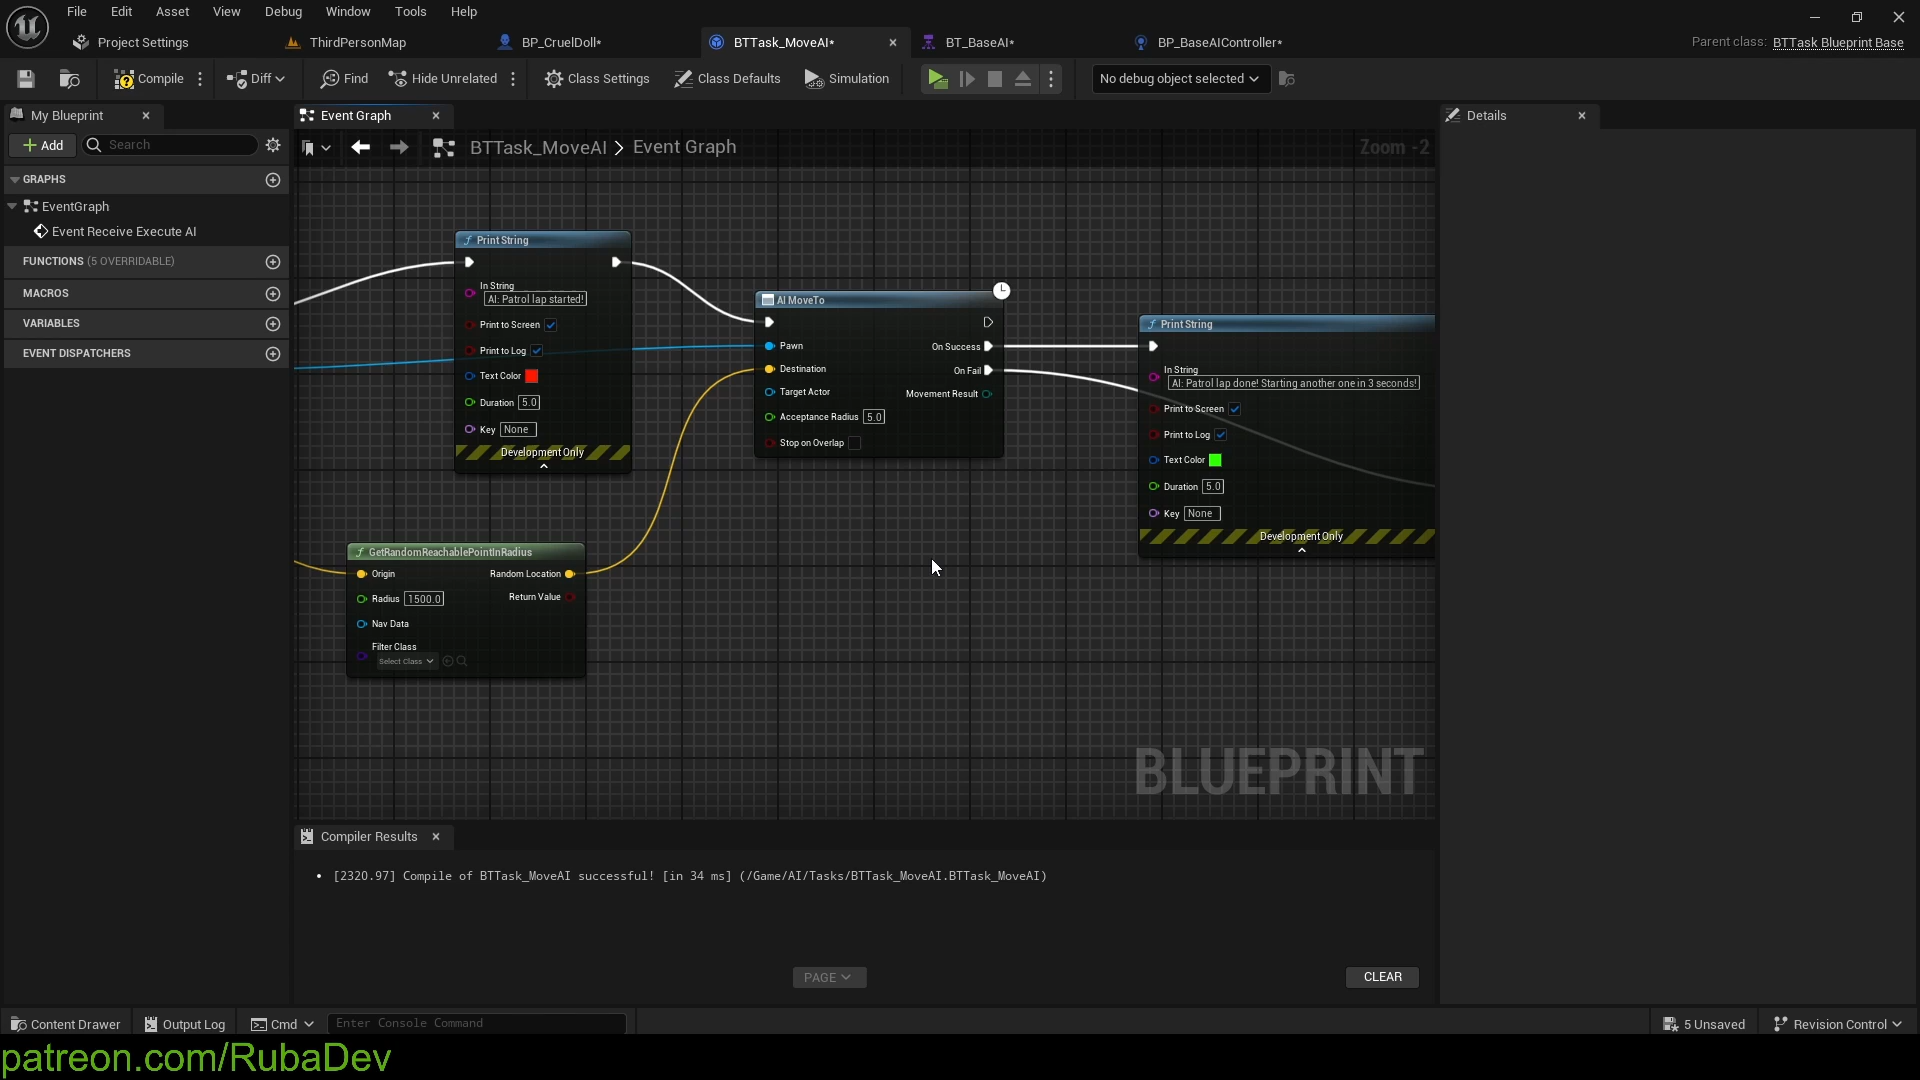 File Edit Asset View Debug Window Tools Help
Project Settings ThirdPersonMap BP_CruelDoll* BTTask_MoveAI* BT_BaseAI* BP_BaseAIController* Parent class: BTTask Blueprint Base
Compile Diff Find Hide Unrelated Class Settings Class Defaults Simulation No debug object selected
My Blueprint
Event Graph
Details
Add
Search
BTTask_MoveAI > Event Graph
Zoom -2
GRAPHS
EventGraph
Event Receive Execute AI
FUNCTIONS (5 OVERRIDABLE)
MACROS
VARIABLES
EVENT DISPATCHERS
Print String
In String
AI: Patrol lap started!
Print to Screen
Print to Log
Text Color
Duration 5.0
Key None
Development Only
AI MoveTo
Pawn
On Success
Destination
On Fail
Target Actor
Movement Result
Acceptance Radius 5.0
Stop on Overlap
Print String
In String
AI: Patrol lap done! Starting another one in 3 seconds!
Print to Screen
Print to Log
Text Color
Duration 5.0
Key None
Development Only
GetRandomReachablePointInRadius
Origin
Random Location
Radius 1500.0
Return Value
Nav Data
Filter Class
Select Class
BLUEPRINT
Compiler Results
[2320.97] Compile of BTTask_MoveAI successful! [in 34 ms] (/Game/AI/Tasks/BTTask_MoveAI.BTTask_MoveAI)
PAGE
CLEAR
Content Drawer Output Log Cmd Enter Console Command 5 Unsaved Revision Control
patreon.com/RubaDev